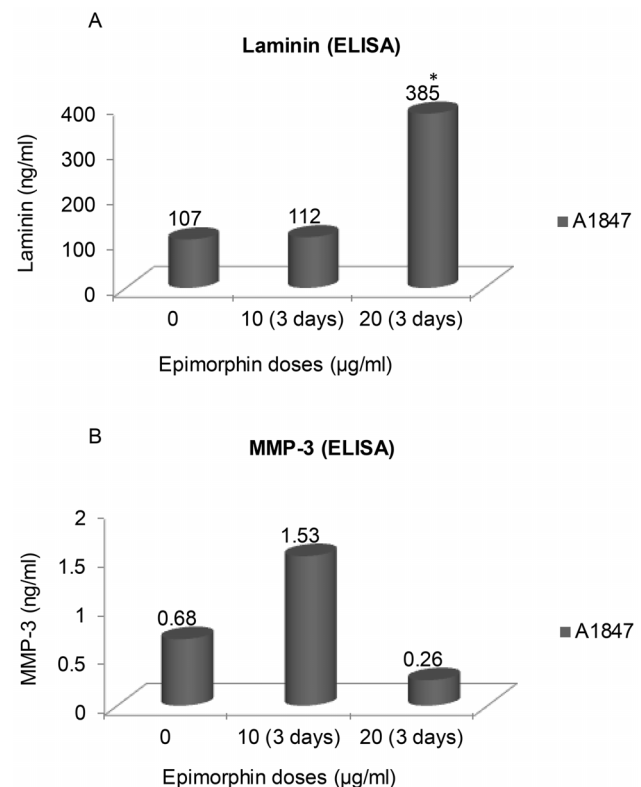 A
Laminin (ELISA)
Laminin (ng/ml)
400
300
200
100
0
107
112
385
*
A1847
0
10 (3 days)
20 (3 days)
Epimorphin doses (µg/ml)
B
MMP-3 (ELISA)
MMP-3 (ng/ml)
2
1.5
1
0.5
0
0.68
1.53
0.26
A1847
0
10 (3 days)
20 (3 days)
Epimorphin doses (µg/ml)